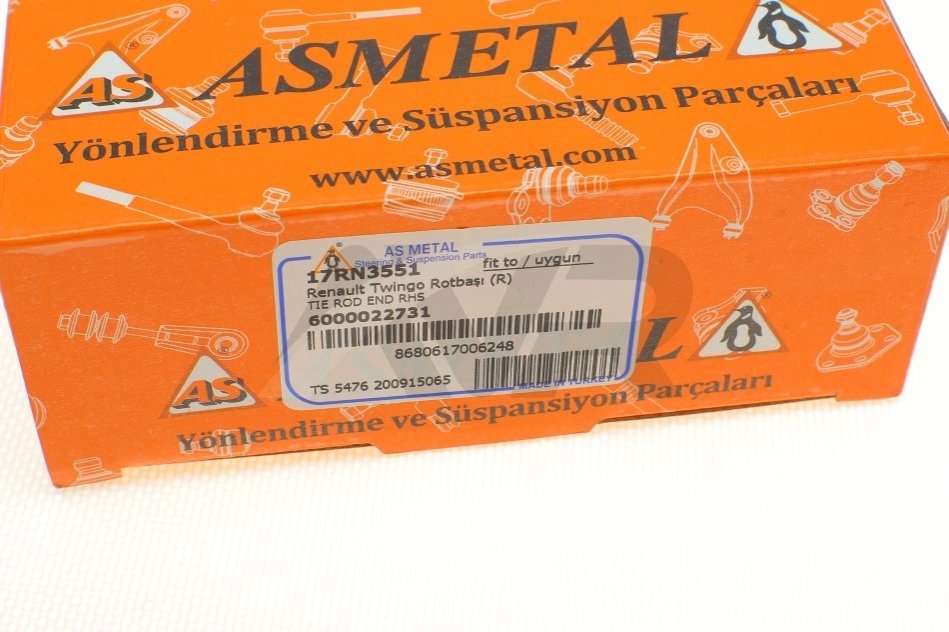 AS
ASMETAL
Yönlendirme ve Süspansiyon Parçaları
www.asmetal.com
AS METAL
Steering & Suspension Parts
17RN3551
fit to / uygun
Renault Twingo Rotbaşı (R)
TIE ROD END RHS
6000022731
8680617006248
TS 5476 200915065
MADE IN TURKEY
AS
Yönlendirme ve Süspansiyon Parçaları